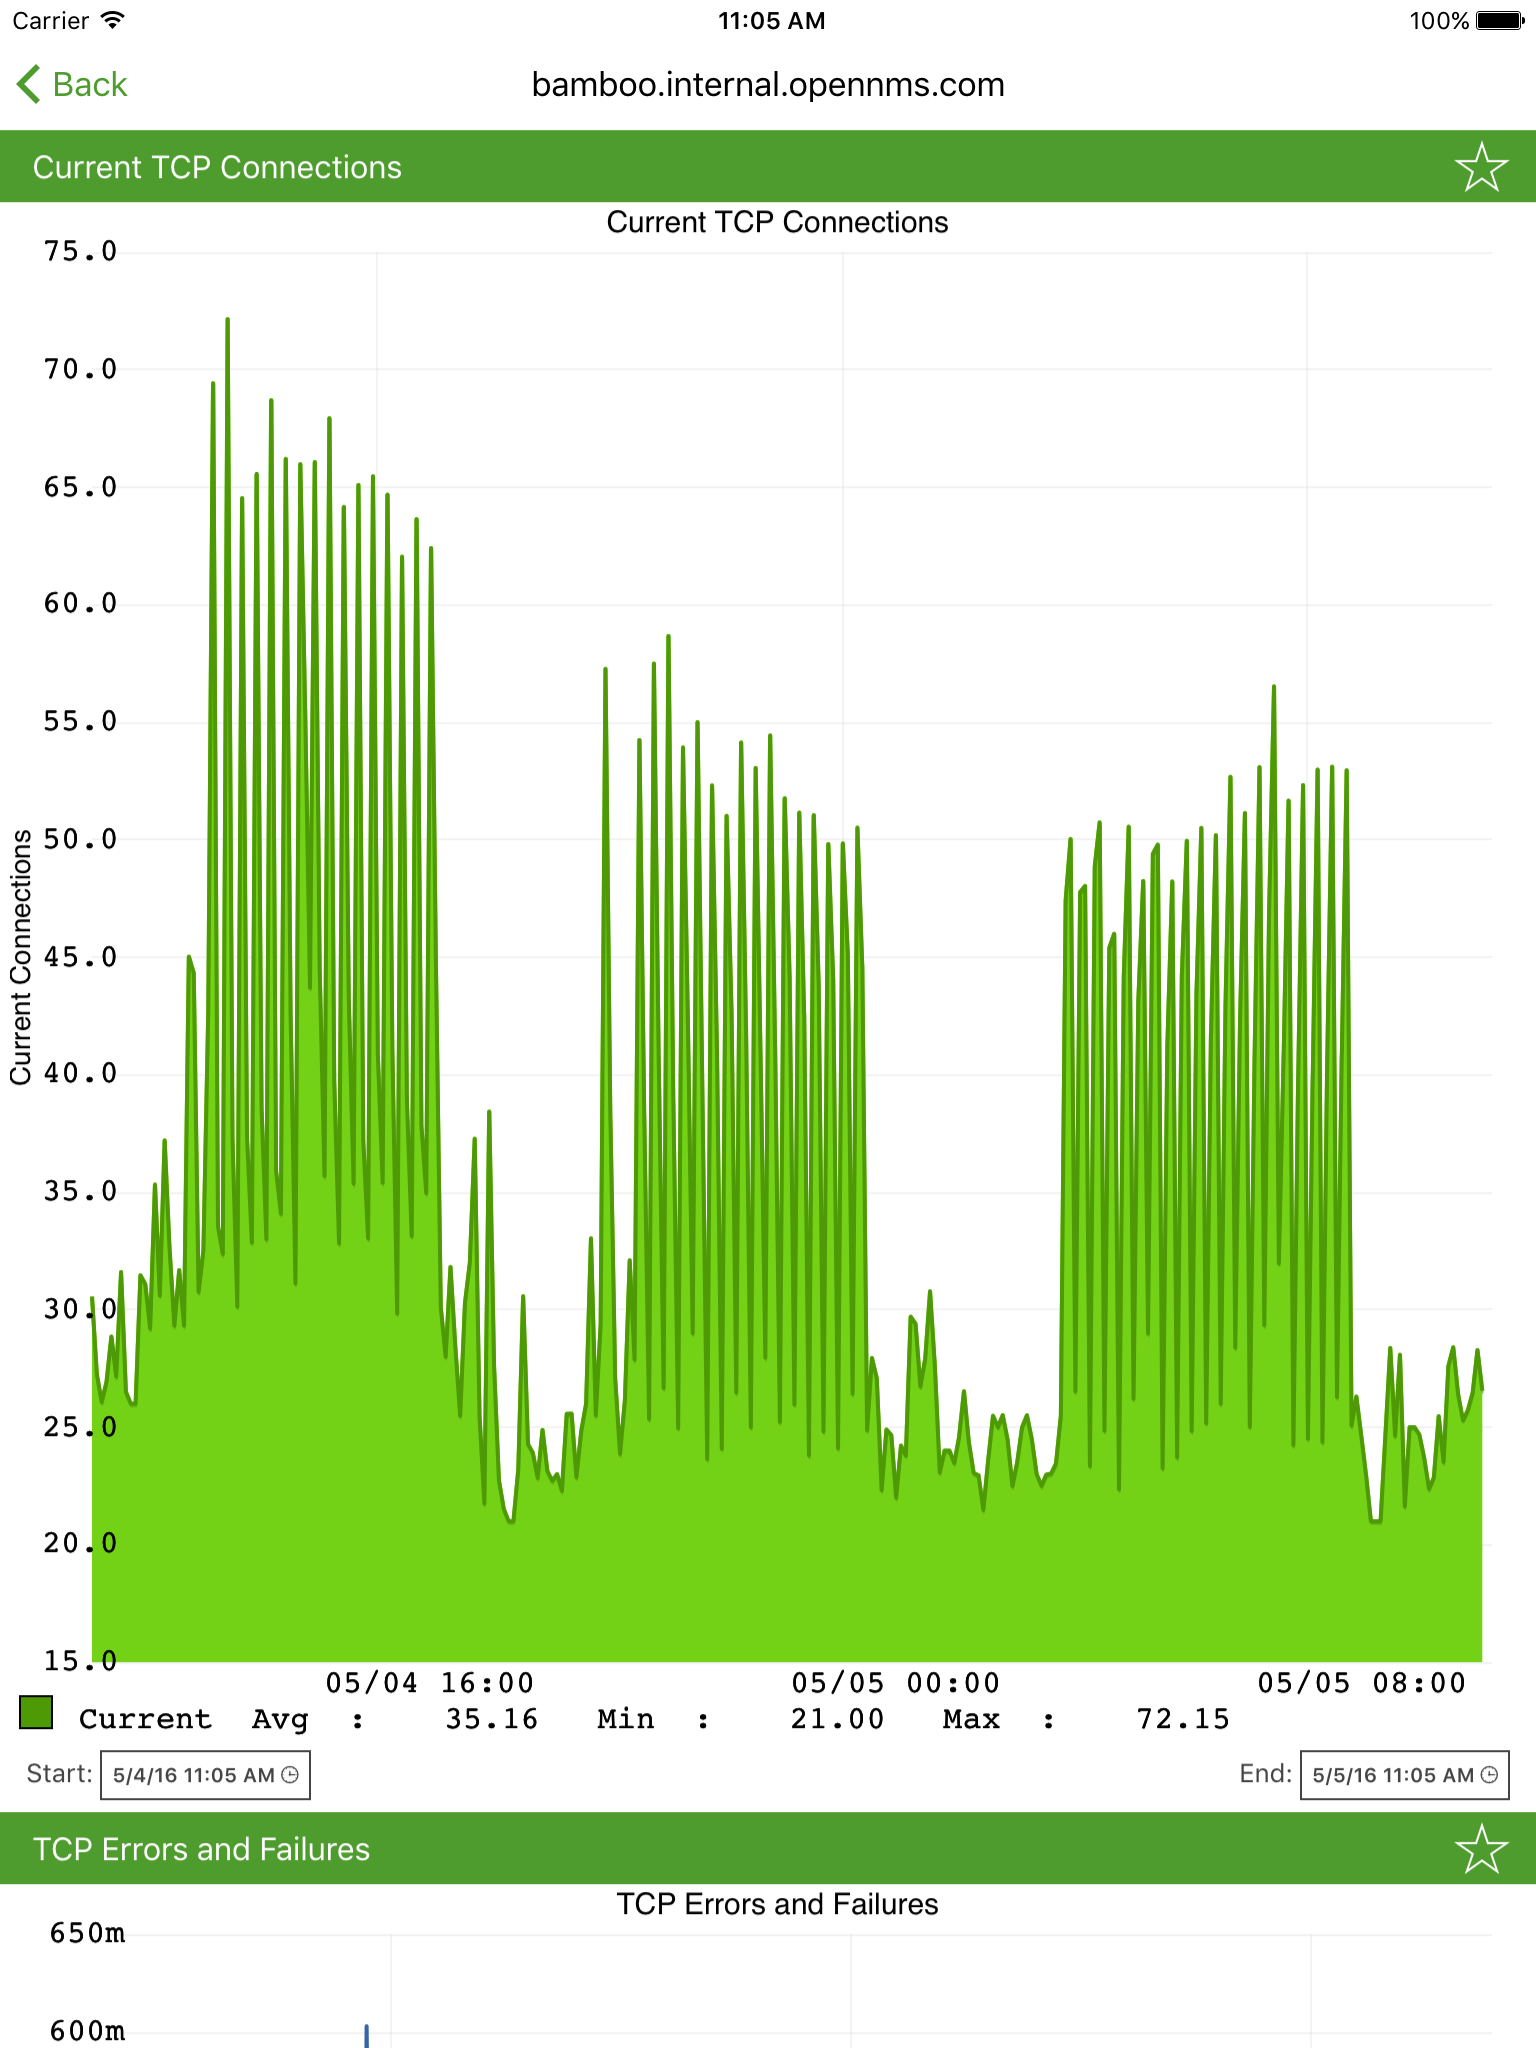 Carrier 11:05 AM 100%
Back bamboo.internal.opennms.com
Current TCP Connections
Current TCP Connections
75.0
70.0
65.0
60.0
55.0
50.0
45.0
40.0
35.0
30.0
25.0
20.0
15.0
Current Connections
05/04 16:00 05/05 00:00 05/05 08:00
Current Avg : 35.16 Min : 21.00 Max : 72.15
Start: 5/4/16 11:05 AM End: 5/5/16 11:05 AM
TCP Errors and Failures
TCP Errors and Failures
650m
600m